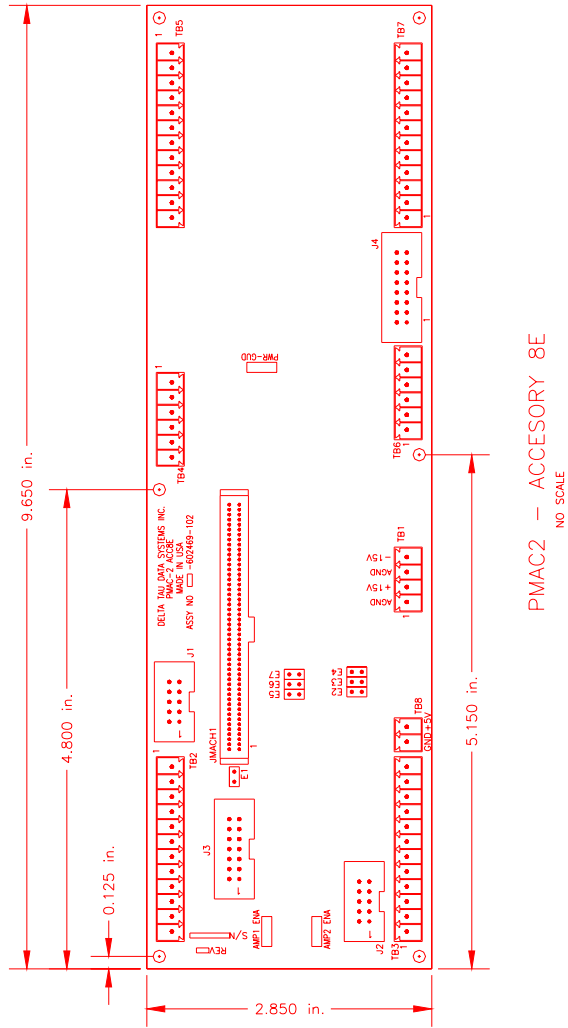 1
TB5
TB7
1
J4
1
PWR-GUD
1
TB4
TB6
1
9.650 in.
DELTA TAU DATA SYSTEMS INC.
PMAC-2 ACC8E
MADE IN USA
ASSY NO -602469-102
TB1
-15V
AGND
+15V
AGND
1
J1
1
4.800 in.
5.150 in.
E7
E6
E5
E4
E3
E2
TB8
+5V
GND
JMACH1
1
E1
1
TB2
J3
1
0.125 in.
S/N
REV
AMP1 ENA
AMP2 ENA
J2
1
TB3
1
2.850 in.
PMAC2 - ACCESORY 8E
NO SCALE